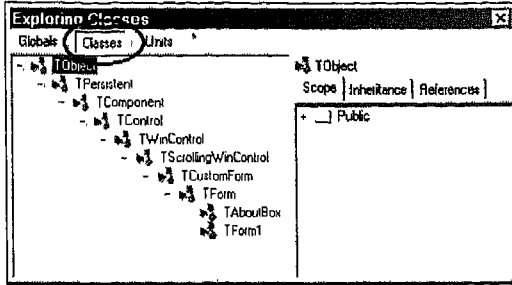 Exploring Classes
Globals Classes Units
TObject
TPersistent
TComponent
TControl
TWinControl
TScrollingWinControl
TCustomForm
TForm
TAboutBox
TForm1
TObject
Scope Inheritance References
Public